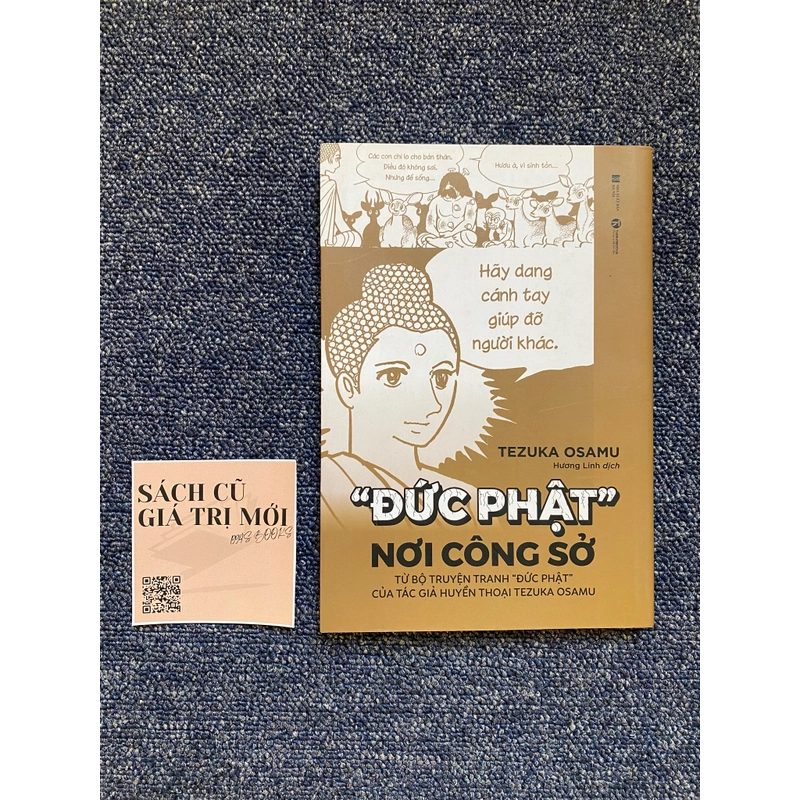 Các con chỉ lo cho bản thân.
Điều đó không sai.
Nhưng để sống...
Hươu à, vì sinh tồn...
Hãy dang
cánh tay
giúp đỡ
người khác.
TEZUKA OSAMU
Hương Linh dịch
“ĐỨC PHẬT”
NƠI CÔNG SỞ
TỪ BỘ TRUYỆN TRANH “ĐỨC PHẬT”
CỦA TÁC GIẢ HUYỀN THOẠI TEZUKA OSAMU
SÁCH CŨ
GIÁ TRỊ MỚI